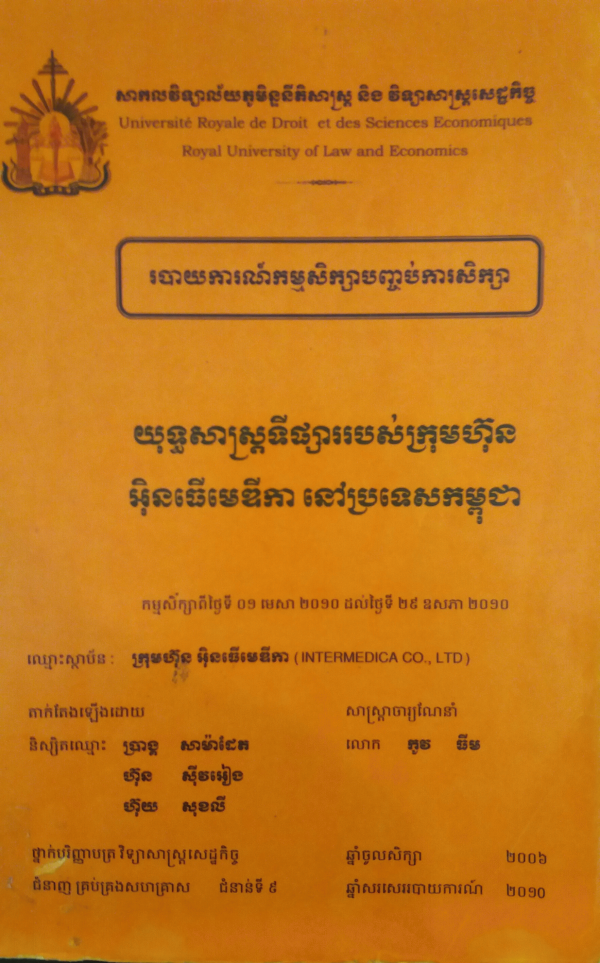 សាកលវិទ្យាល័យភូមិន្ទនីតិសាស្ត្រ និង វិទ្យាសាស្ត្រសេដ្ឋកិច្ច
Université Royale de Droit et des Sciences Economiques
Royal University of Law and Economics
របាយការណ៍កម្មសិក្សាបញ្ចប់ការសិក្សា
យុទ្ធសាស្ត្រទីផ្សាររបស់ក្រុមហ៊ុន
អ៊ិនធើមេឌីកា នៅប្រទេសកម្ពុជា
កម្មសិក្សាពីថ្ងៃទី ០១ មេសា ២០១០ ដល់ថ្ងៃទី ២៩ ឧសភា ២០១០
ឈ្មោះស្ថាប័ន : ក្រុមហ៊ុន អ៊ិនធើមេឌីកា ( INTERMEDICA CO., LTD )
តាក់តែងឡើងដោយ សាស្ត្រាចារ្យណែនាំ
និស្សិតឈ្មោះ ប្រាង្គ សាម៉ាដែត លោក កូវ ធីម
ហ៊ុន ស៊ីវអៀង
ហ៊ុយ សុខលី
ថ្នាក់បរិញ្ញាបត្រ វិទ្យាសាស្ត្រសេដ្ឋកិច្ច ឆ្នាំចូលសិក្សា ២០០៦
ជំនាញ គ្រប់គ្រងសហគ្រាស ជំនាន់ទី ៩ ឆ្នាំសរសេររបាយការណ៍ ២០១០